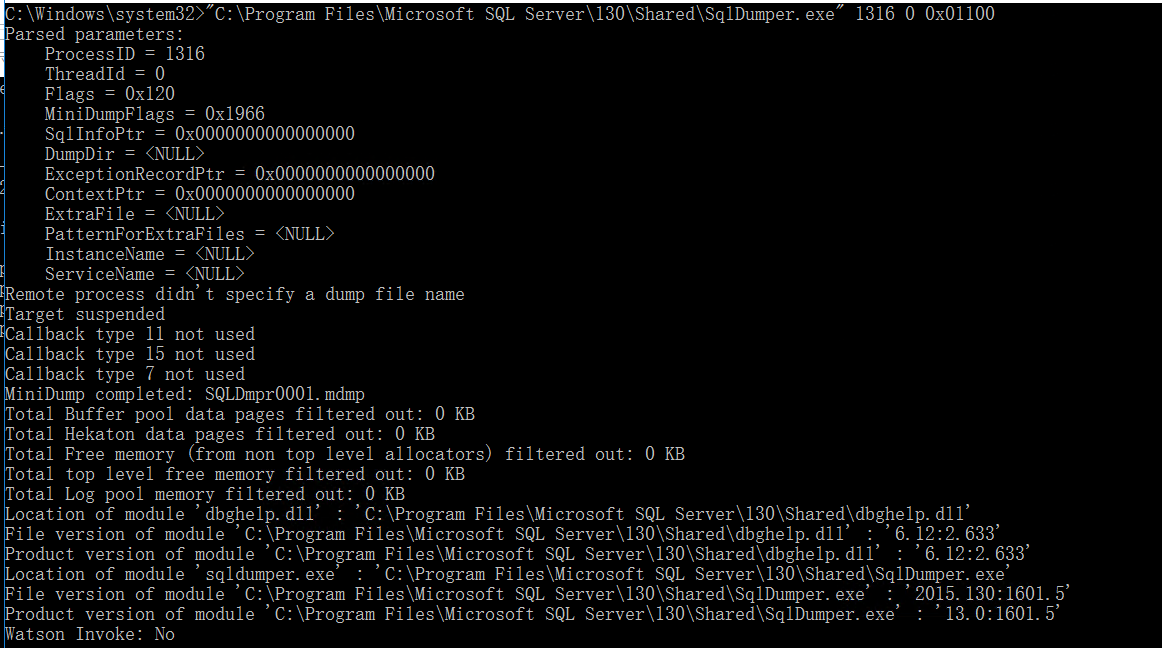 C:\Windows\system32>"C:\Program Files\Microsoft SQL Server\130\Shared\SqlDumper.exe" 1316 0 0x01100
Parsed parameters:
    ProcessID = 1316
    ThreadId = 0
    Flags = 0x120
    MiniDumpFlags = 0x1966
    SqlInfoPtr = 0x0000000000000000
    DumpDir = <NULL>
    ExceptionRecordPtr = 0x0000000000000000
    ContextPtr = 0x0000000000000000
    ExtraFile = <NULL>
    PatternForExtraFiles = <NULL>
    InstanceName = <NULL>
    ServiceName = <NULL>
Remote process didn't specify a dump file name
Target suspended
Callback type 11 not used
Callback type 15 not used
Callback type 7 not used
MiniDump completed: SQLDmpr0001.mdmp
Total Buffer pool data pages filtered out: 0 KB
Total Hekaton data pages filtered out: 0 KB
Total Free memory (from non top level allocators) filtered out: 0 KB
Total top level free memory filtered out: 0 KB
Total Log pool memory filtered out: 0 KB
Location of module 'dbghelp.dll' : 'C:\Program Files\Microsoft SQL Server\130\Shared\dbghelp.dll'
File version of module 'C:\Program Files\Microsoft SQL Server\130\Shared\dbghelp.dll' : '6.12:2.633'
Product version of module 'C:\Program Files\Microsoft SQL Server\130\Shared\dbghelp.dll' : '6.12:2.633'
Location of module 'sqldumper.exe' : 'C:\Program Files\Microsoft SQL Server\130\Shared\SqlDumper.exe'
File version of module 'C:\Program Files\Microsoft SQL Server\130\Shared\SqlDumper.exe' : '2015.130:1601.5'
Product version of module 'C:\Program Files\Microsoft SQL Server\130\Shared\SqlDumper.exe' : '13.0:1601.5'
Watson Invoke: No